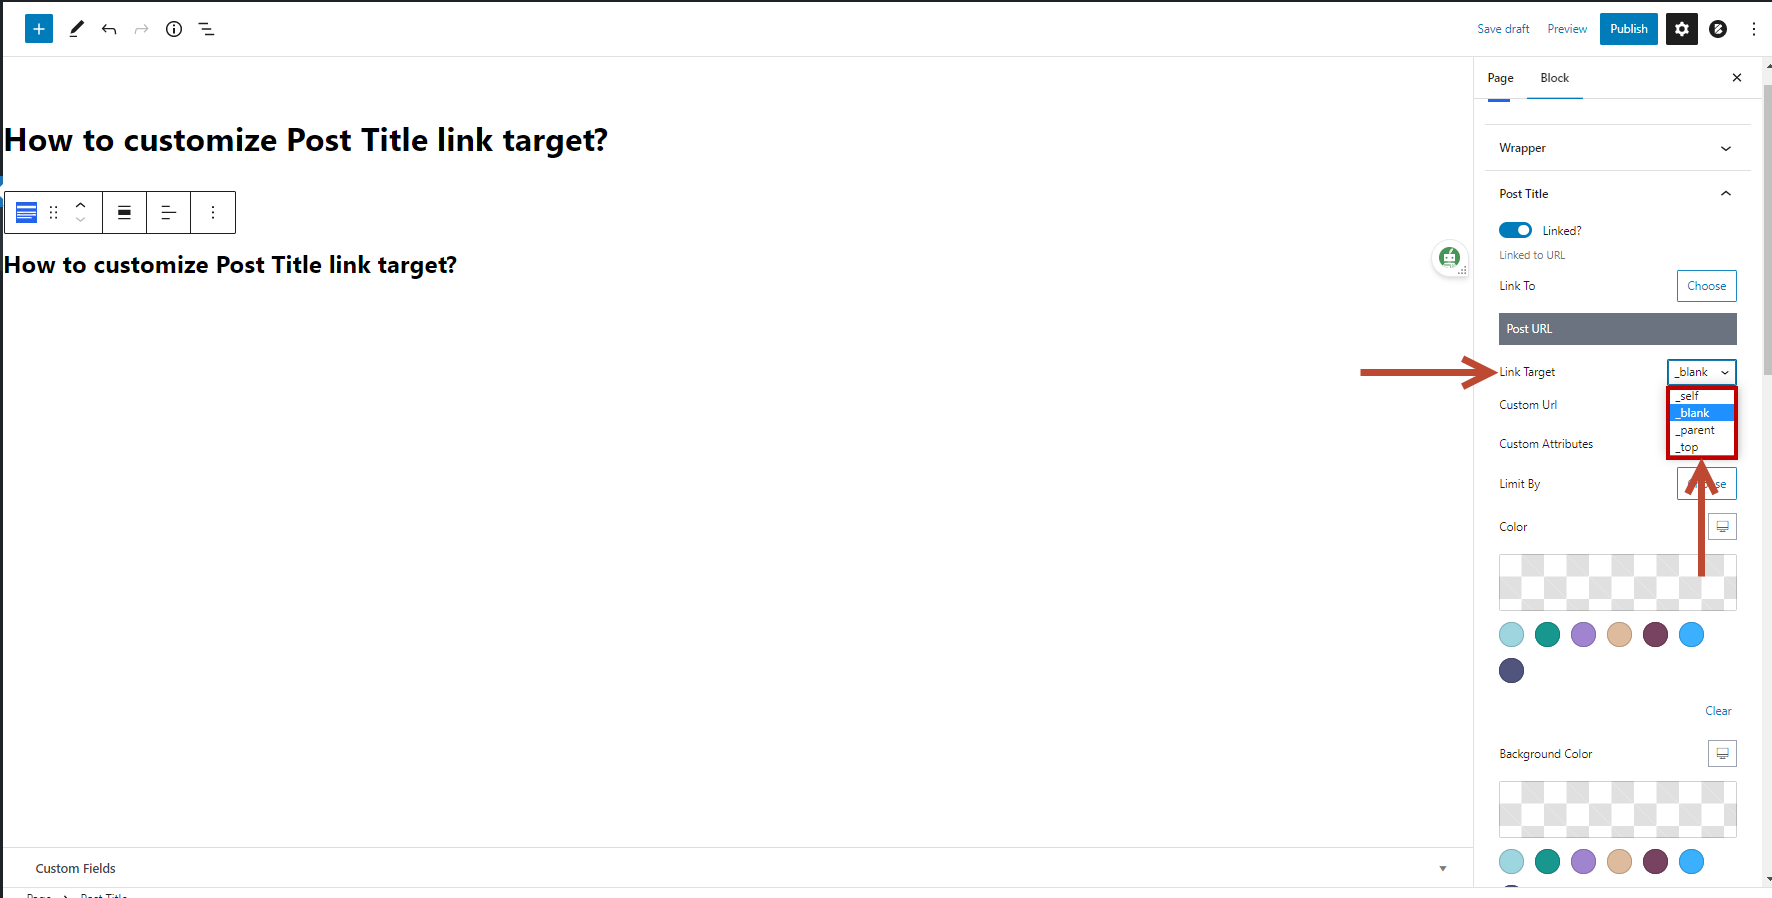 Save draft
Preview
Publish
Page
Block
How to customize Post Title link target?
Wrapper
Post Title
Linked?
How to customize Post Title link target?
Linked to URL
Link To
Choose
Post URL
Link Target
_blank
_self
Custom Url
_blank
_parent
Custom Attributes
_top
Limit By
Color
Clear
Background Color
Custom Fields
Page
Post Title